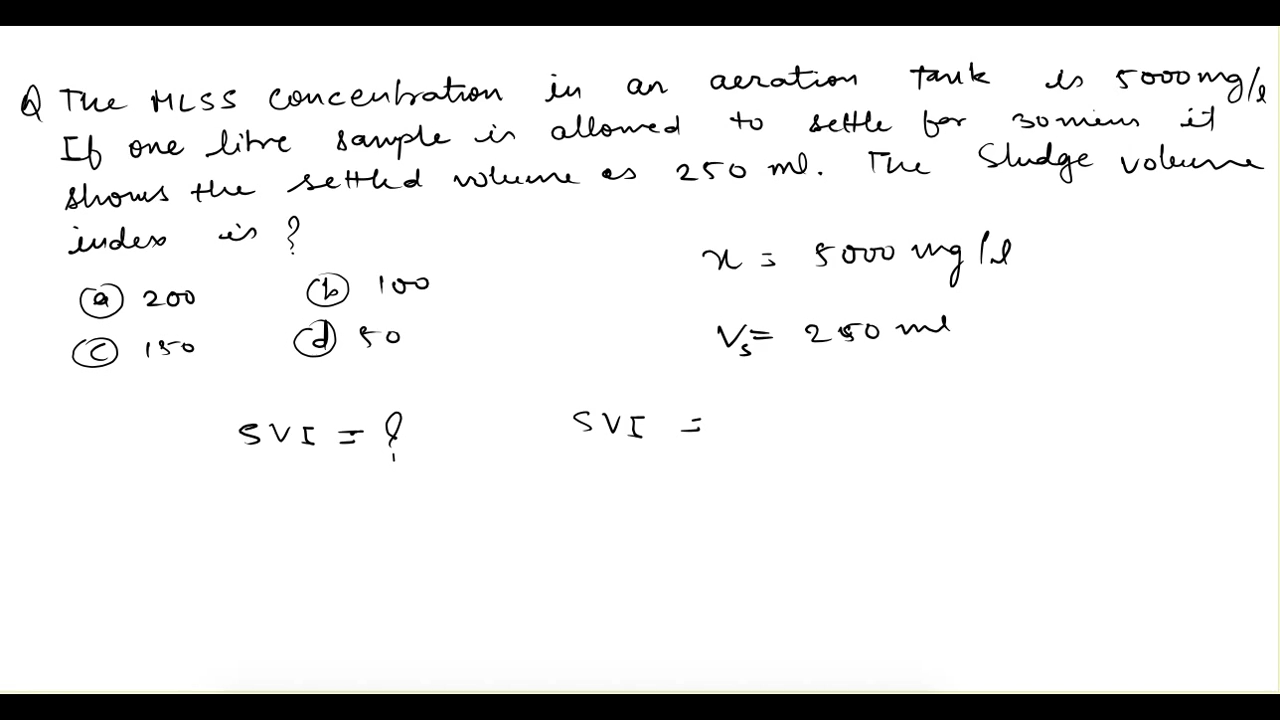 Q The MLSS concentration in an aeration tank is 5000mg/l
If one litre sample is allowed to settle for 30 mins it
shows the settled volume as 250 ml. The Sludge volume
index is ?
(a) 200 (b) 100
x = 5000 mg/l
(c) 150 (d) 50
Vs = 250 ml
SVI = ? SVI =